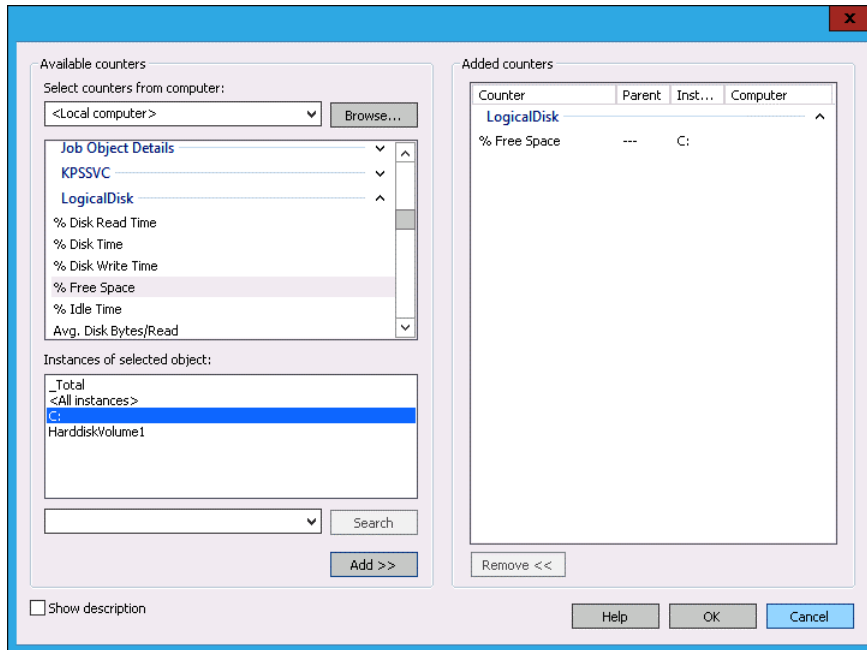 x
Available counters
Select counters from computer:
<Local computer>
Browse...
Job Object Details
KPSSVC
LogicalDisk
% Disk Read Time
% Disk Time
% Disk Write Time
% Free Space
% Idle Time
Avg. Disk Bytes/Read
Instances of selected object:
_Total
<All instances>
C:
HarddiskVolume1
Search
Add >>
Show description
Added counters
Counter Parent Inst... Computer
LogicalDisk
% Free Space --- C:
Remove <<
Help OK Cancel